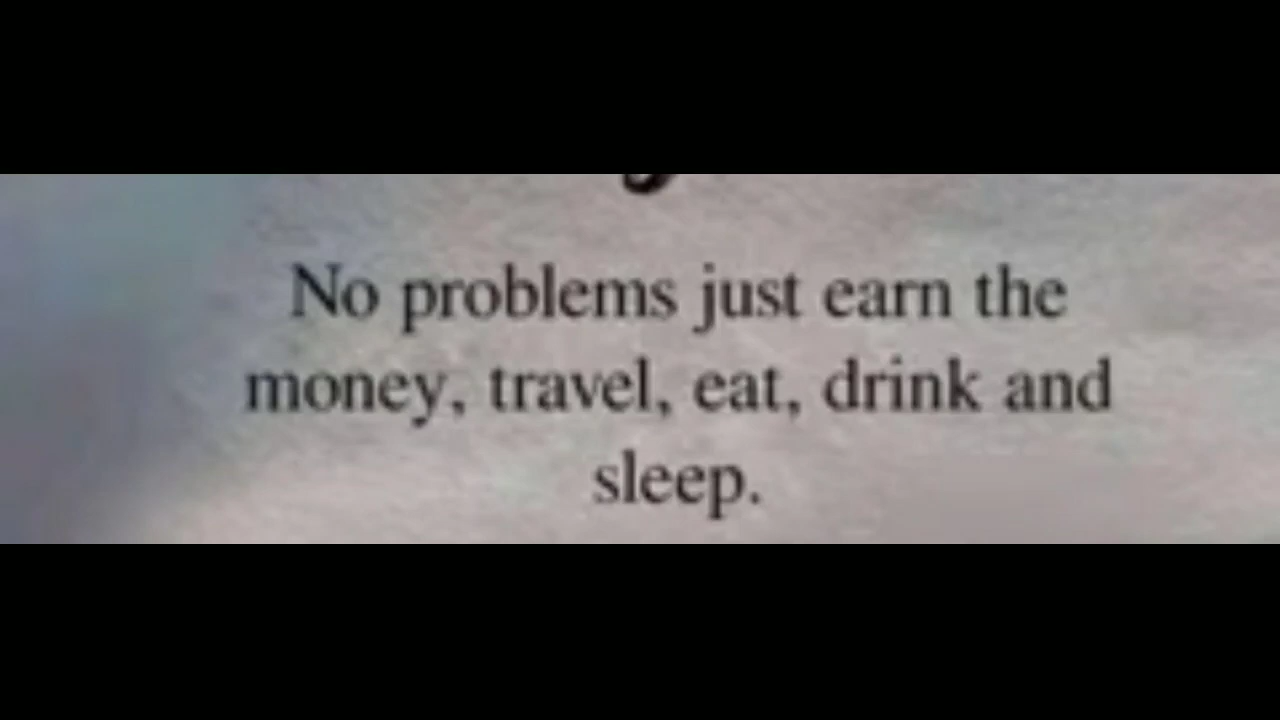 No problems just earn the
money, travel, eat, drink and
sleep.